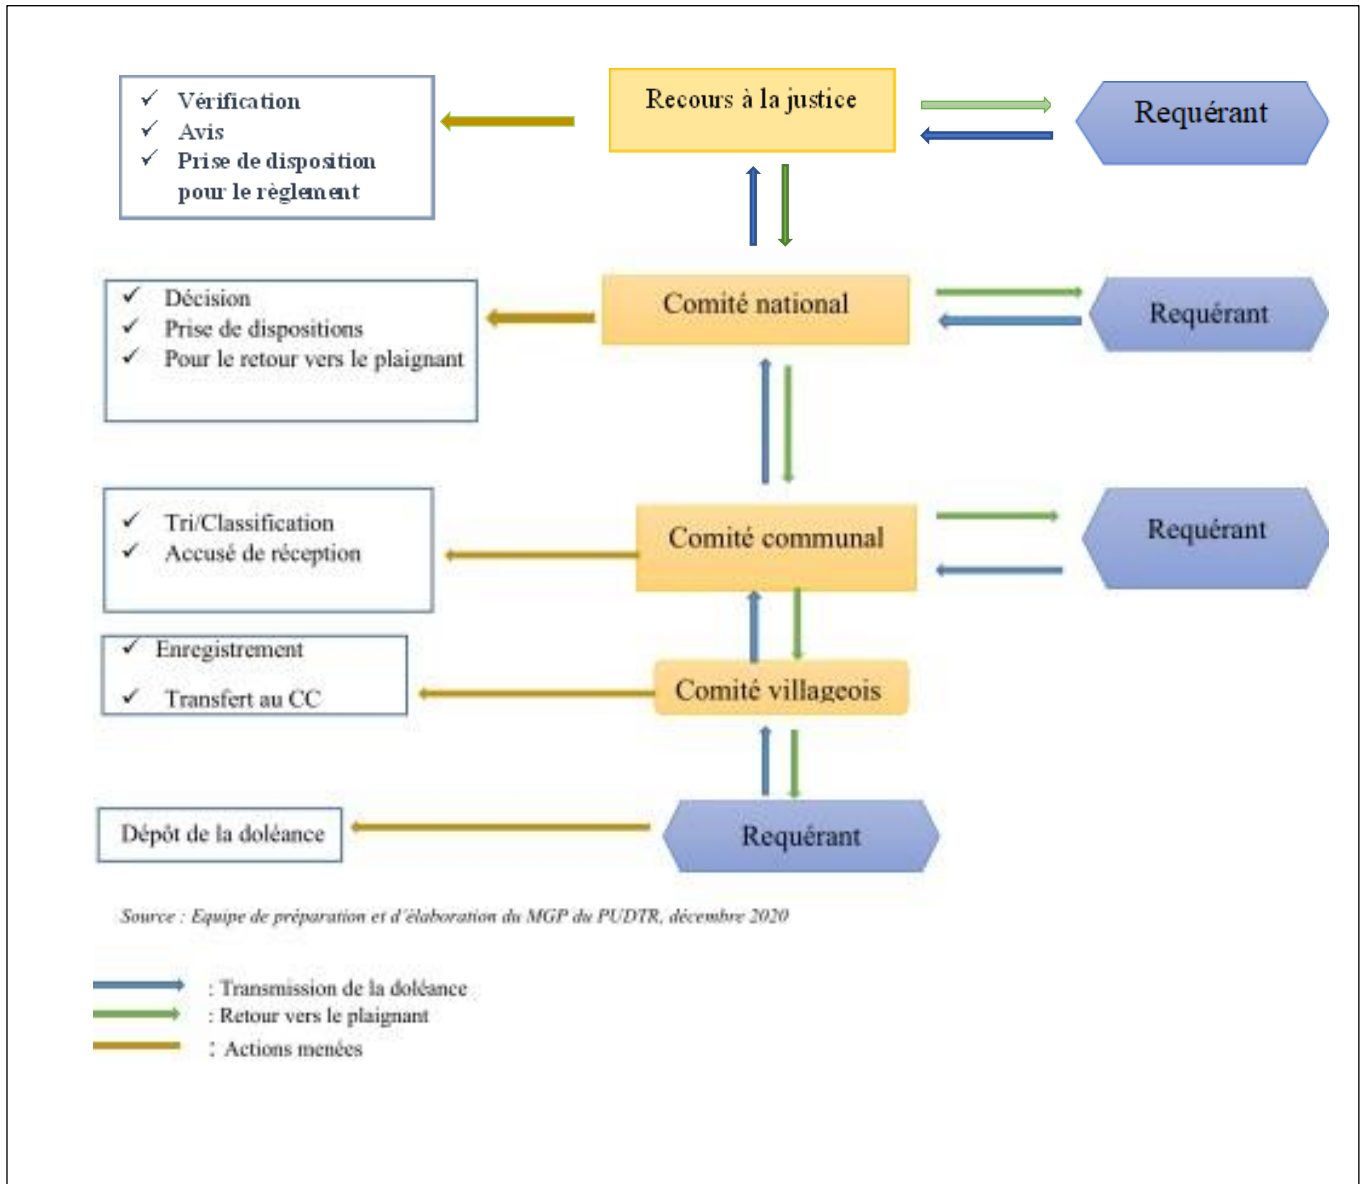 ✓ Vérification
✓ Avis
✓ Prise de disposition
pour le règlement
Recours à la justice
Requérant
✓ Décision
✓ Prise de dispositions
✓ Pour le retour vers le plaignant
Comité national
Requérant
✓ Tri/Classification
✓ Accusé de réception
Comité communal
Requérant
✓ Enregistrement
✓ Transfert au CC
Comité villageois
Dépôt de la doléance
Requérant
Source : Equipe de préparation et d'élaboration du MGP du PUDTR, décembre 2020
: Transmission de la doléance
: Retour vers le plaignant
: Actions menées